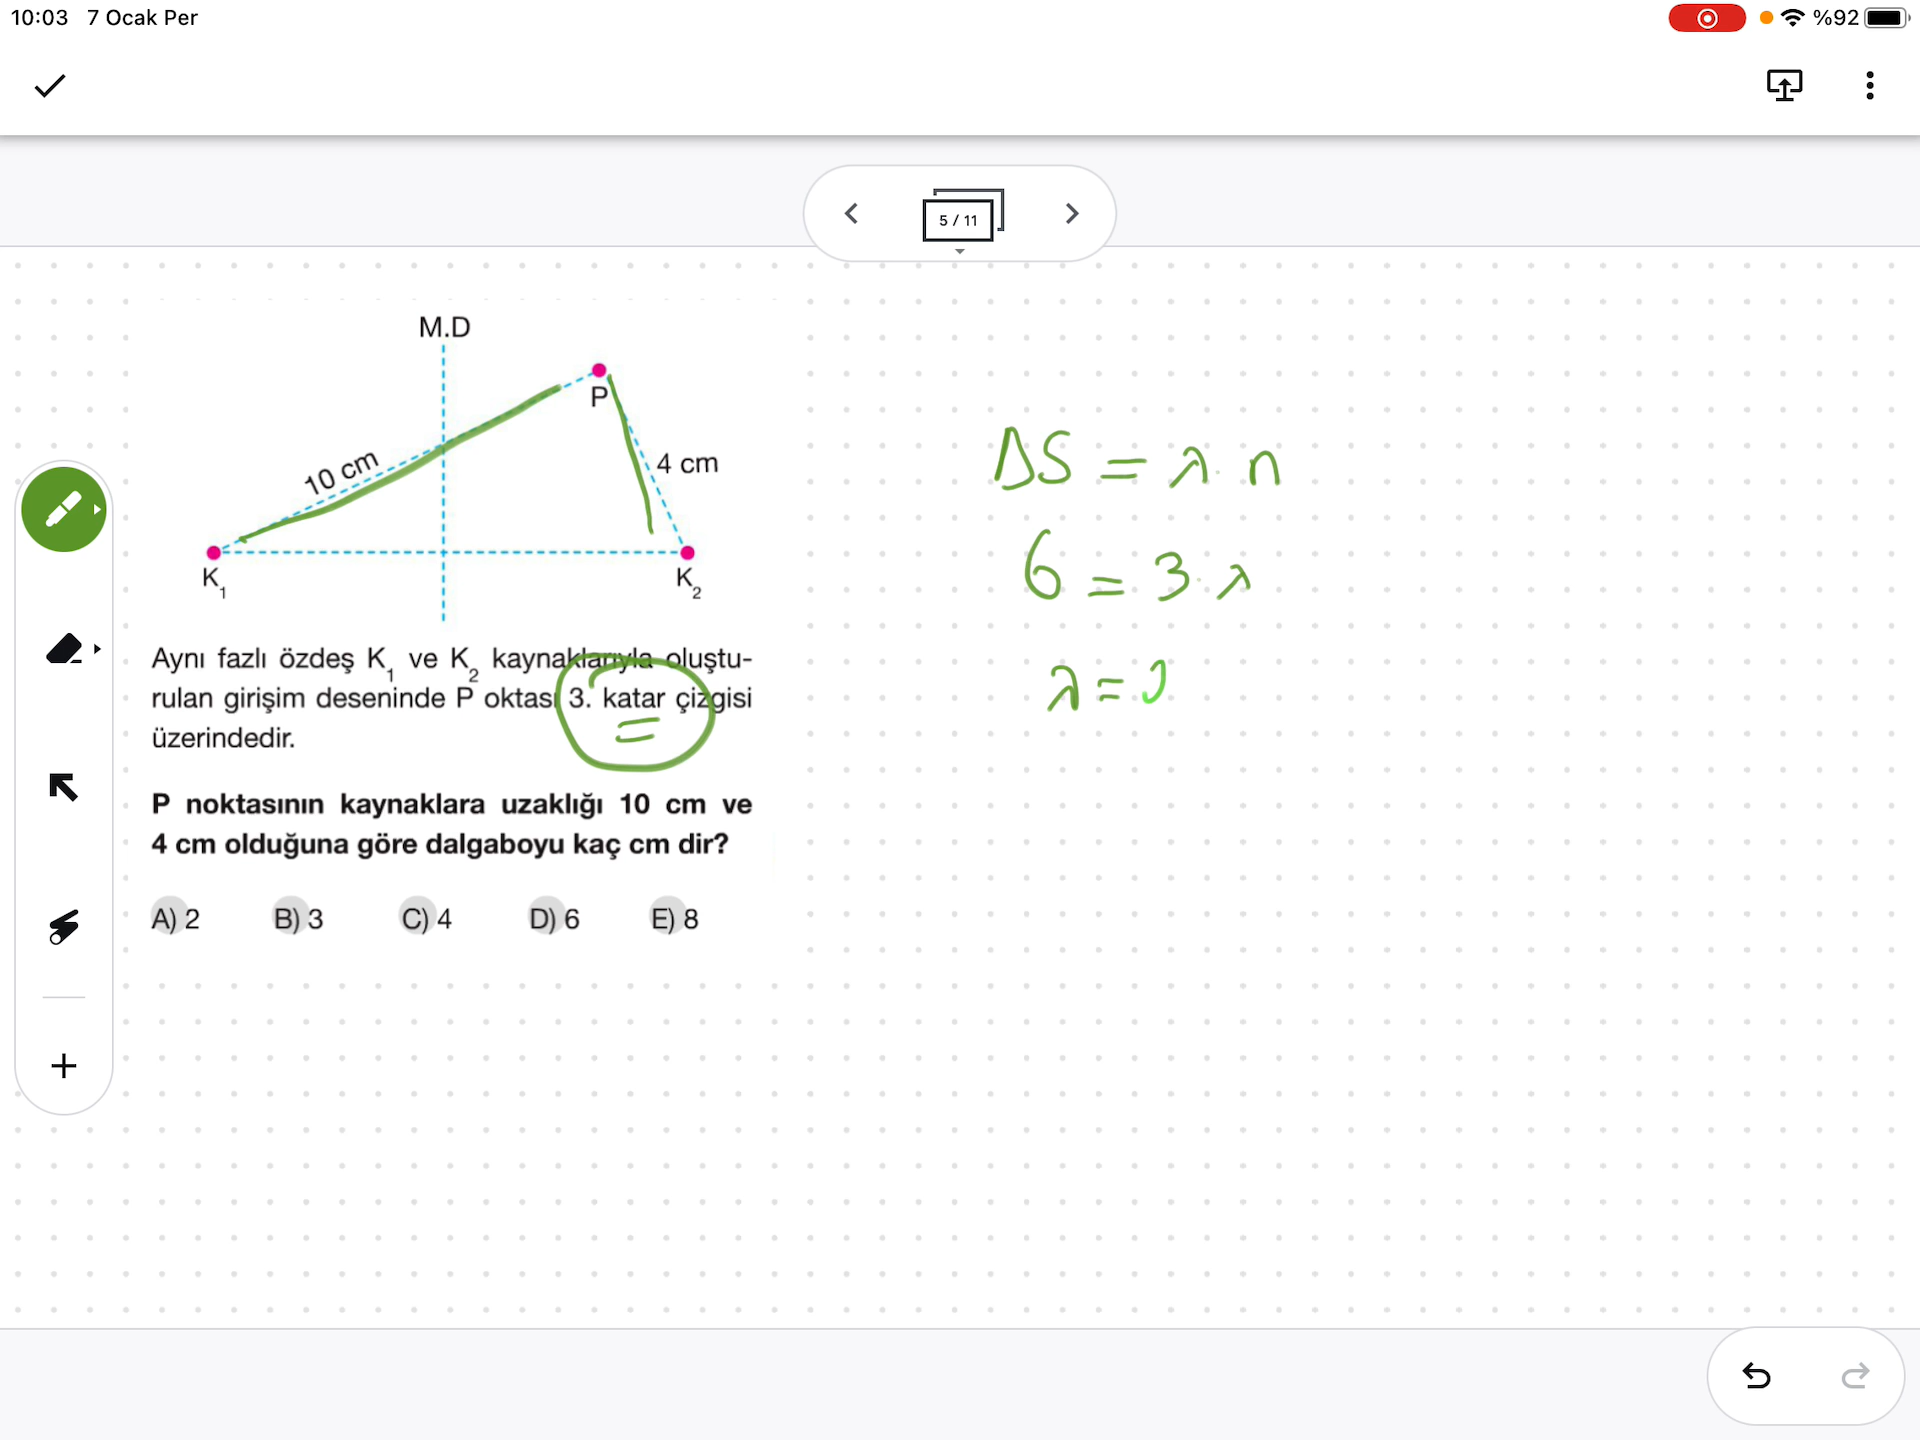 10:03 7 Ocak Per
%92
5 / 11
M.D
P
10 cm
4 cm
K1
K2
ΔS = λ. n
6 = 3. λ
λ =
Aynı fazlı özdeş K1 ve K2 kaynaklarıyla oluştu-
rulan girişim deseninde P oktası 3. katar çizgisi
üzerindedir.
P noktasının kaynaklara uzaklığı 10 cm ve
4 cm olduğuna göre dalgaboyu kaç cm dir?
A) 2 B) 3 C) 4 D) 6 E) 8